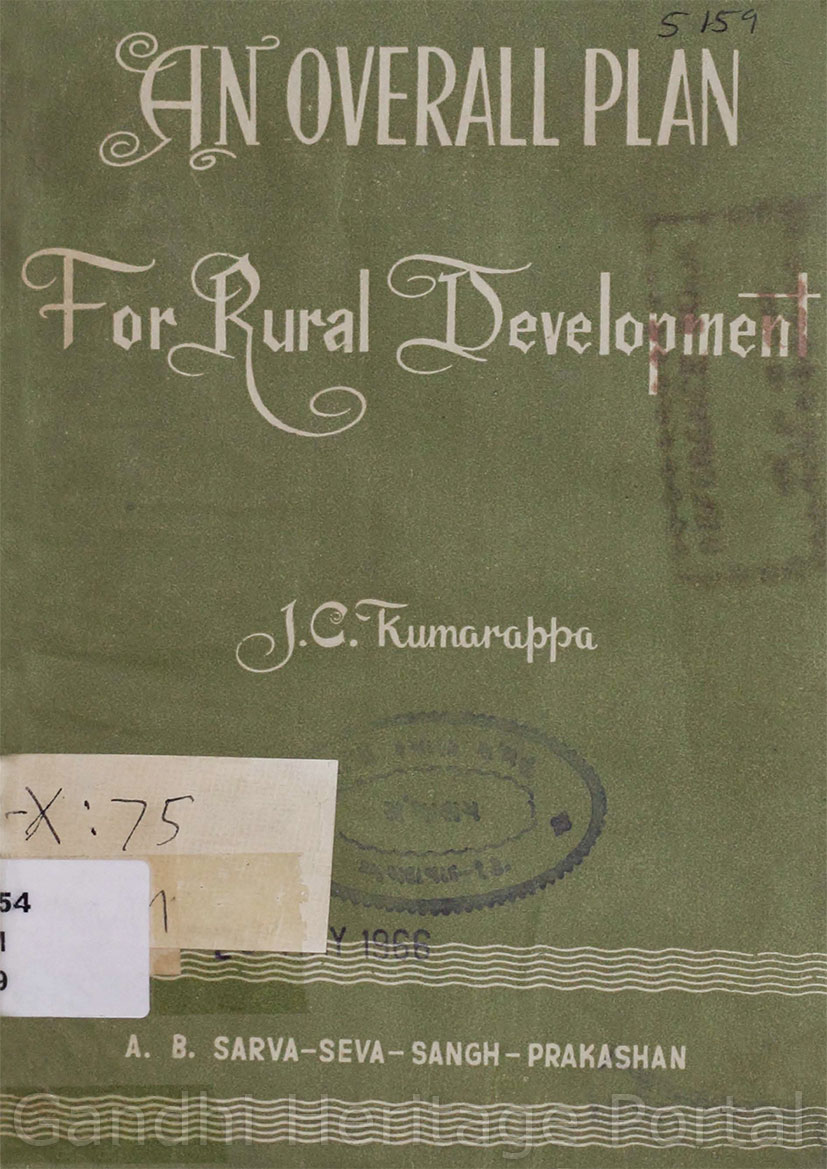 5159
AN OVERALL PLAN
For Rural Development
J.C. Kumarappa
-X:75
54
1966
9
A. B. SARVA-SEVA-SANGH-PRAKASHAN
Gandhi Heritage Portal